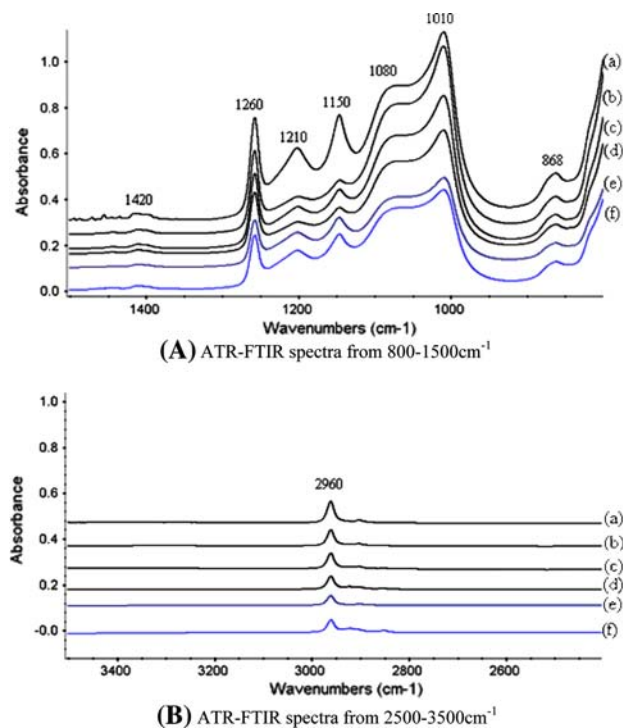 1010
1.0
(a)
1080
1260
0.8
1150
(b)
1210
(c)
0.6
868
(d)
0.4
(e)
1420
(f)
0.2
0.0
Absorbance
1400
1200
1000
Wavenumbers (cm-1)
(A) ATR-FTIR spectra from 800-1500cm-1
1.0
0.8
0.6
2960
(a)
0.4
(b)
(c)
0.2
(d)
(e)
-0.0
(f)
Absorbance
3400
3200
3000
2800
2600
Wavenumbers (cm-1)
(B) ATR-FTIR spectra from 2500-3500cm-1